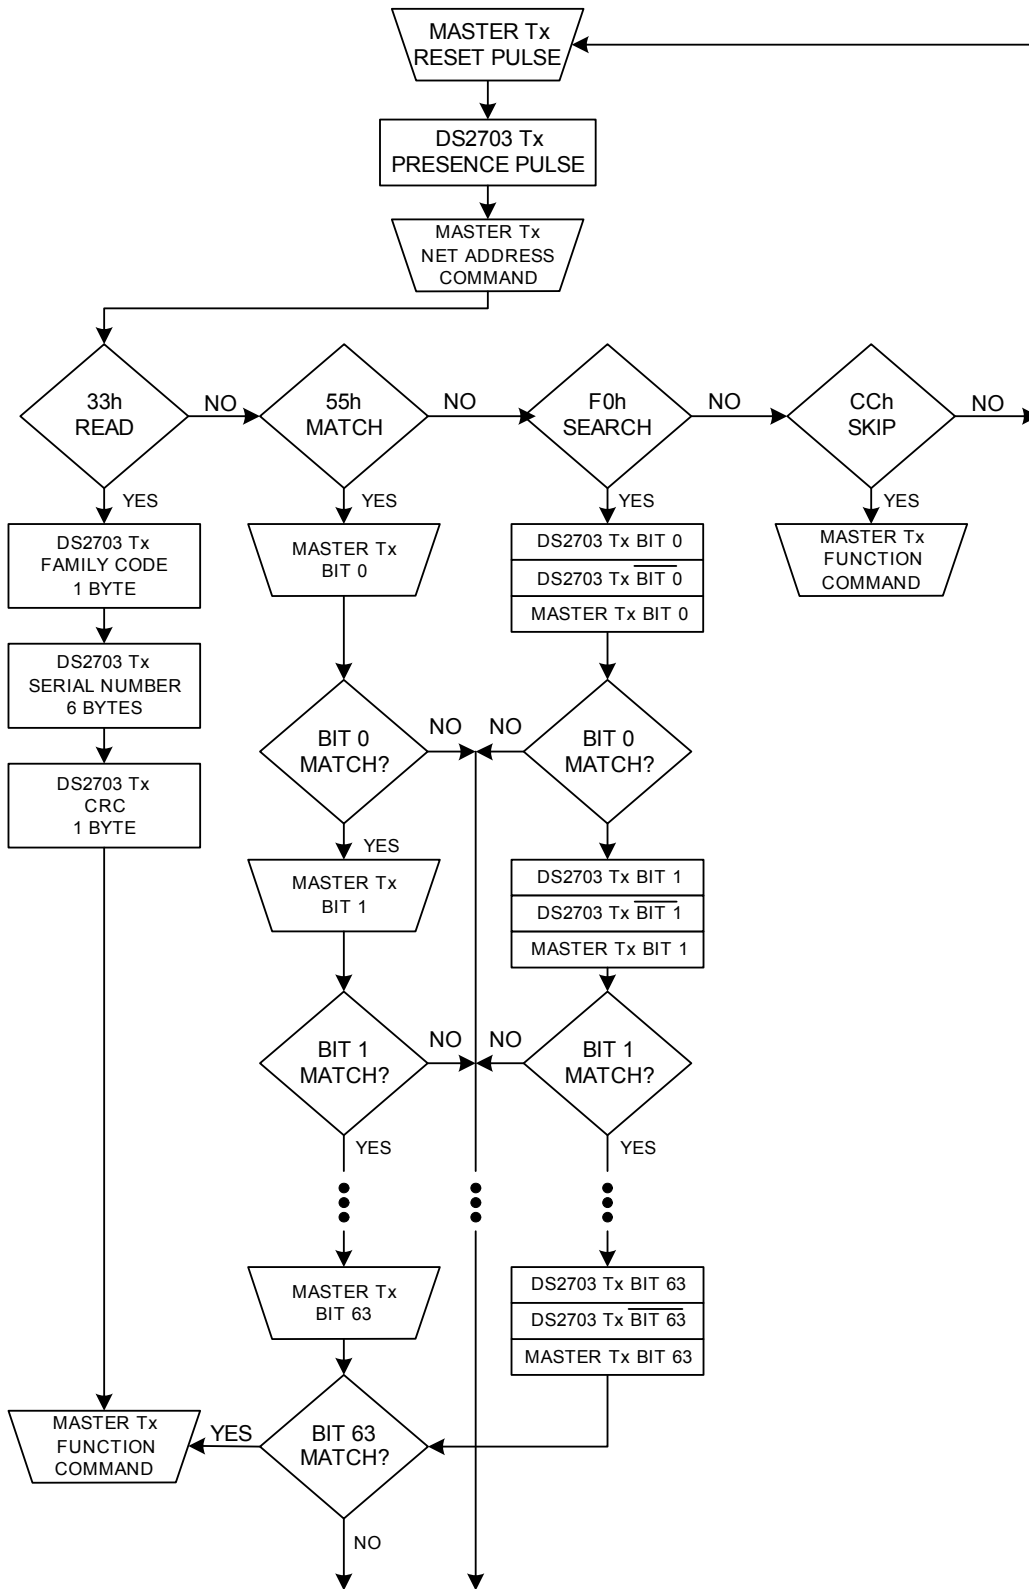 MASTER Tx
RESET PULSE
DS2703 Tx
PRESENCE PULSE
MASTER Tx
NET ADDRESS
COMMAND
33h
READ
NO
55h
MATCH
NO
F0h
SEARCH
NO
CCh
SKIP
NO
YES
YES
YES
YES
DS2703 Tx
FAMILY CODE
1 BYTE
MASTER Tx
BIT 0
DS2703 Tx BIT 0
DS2703 Tx B̅I̅T̅ ̅0̅
MASTER Tx BIT 0
MASTER Tx
FUNCTION
COMMAND
DS2703 Tx
SERIAL NUMBER
6 BYTES
BIT 0
MATCH?
NO
NO
BIT 0
MATCH?
DS2703 Tx
CRC
1 BYTE
YES
MASTER Tx
BIT 1
DS2703 Tx BIT 1
DS2703 Tx B̅I̅T̅ ̅1̅
MASTER Tx BIT 1
BIT 1
MATCH?
NO
NO
BIT 1
MATCH?
YES
YES
MASTER Tx
BIT 63
DS2703 Tx BIT 63
DS2703 Tx B̅I̅T̅ ̅6̅3̅
MASTER Tx BIT 63
MASTER Tx
FUNCTION
COMMAND
YES
BIT 63
MATCH?
NO